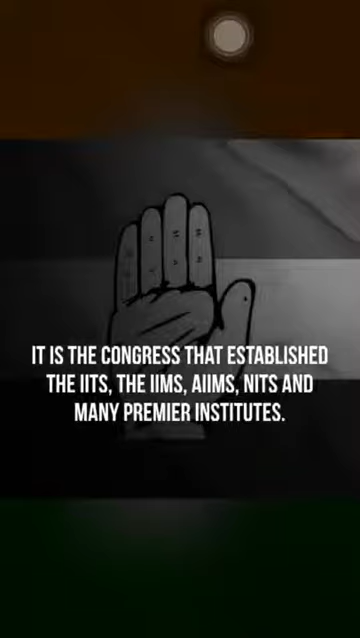 IT IS THE CONGRESS THAT ESTABLISHED
THE IITS, THE IIMS, AIIMS, NITS AND
MANY PREMIER INSTITUTES.